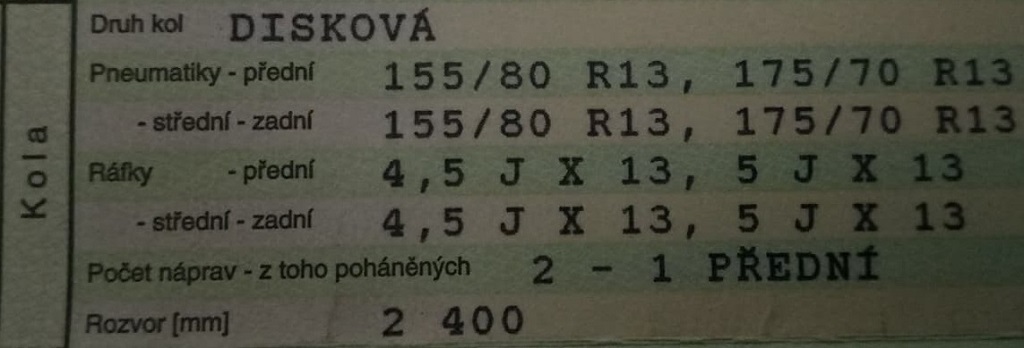 Kola
Druh kol DISKOVÁ
Pneumatiky - přední 155/80 R13, 175/70 R13
- střední - zadní 155/80 R13, 175/70 R13
Ráfky - přední 4,5 J X 13, 5 J X 13
- střední - zadní 4,5 J X 13, 5 J X 13
Počet náprav - z toho poháněných 2 - 1 PŘEDNÍ
Rozvor [mm] 2 400